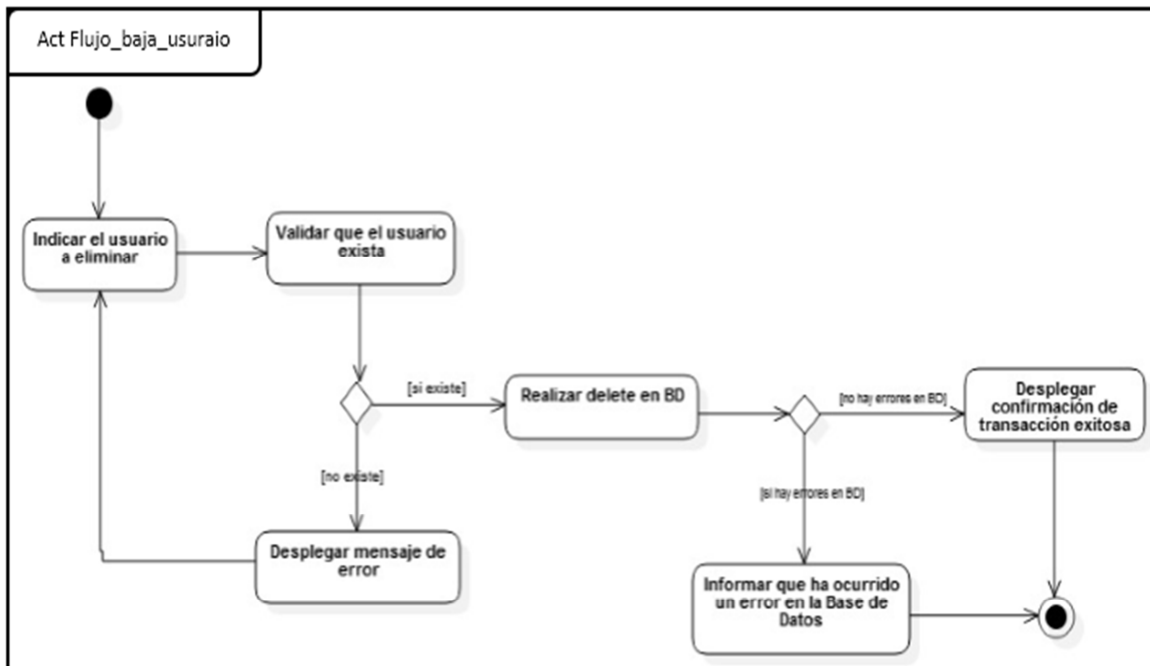 Act Flujo_baja_usuraio
Indicar el usuario
a eliminar
Validar que el usuario
exista
[si existe]
Realizar delete en BD
[no hay errores en BD]
Desplegar
confirmación de
transacción exitosa
[no existe]
[si hay errores en BD]
Desplegar mensaje de
error
Informar que ha ocurrido
un error en la Base de
Datos